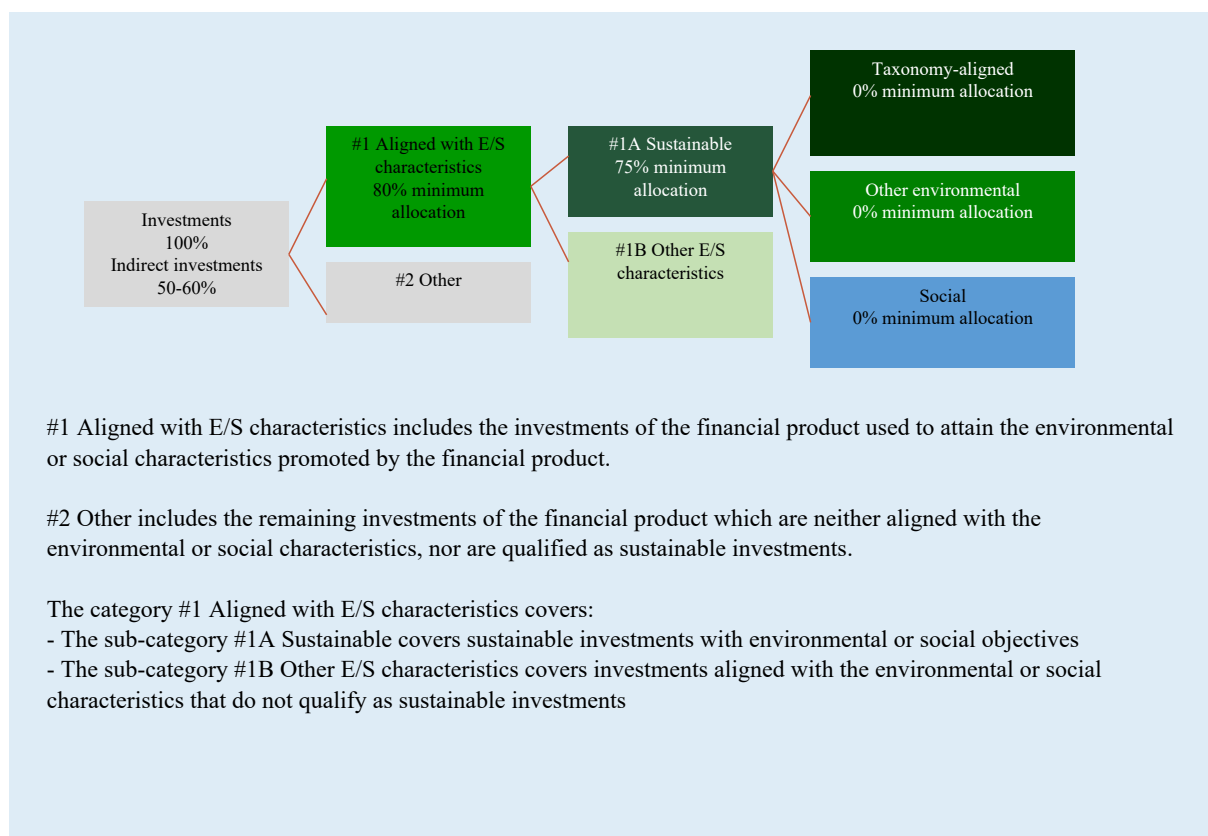 Investments
100%
Indirect investments
50-60%
#1 Aligned with E/S
characteristics
80% minimum
allocation
#2 Other
#1A Sustainable
75% minimum
allocation
#1B Other E/S
characteristics
Taxonomy-aligned
0% minimum allocation
Other environmental
0% minimum allocation
Social
0% minimum allocation
#1 Aligned with E/S characteristics includes the investments of the financial product used to attain the environmental
or social characteristics promoted by the financial product.
#2 Other includes the remaining investments of the financial product which are neither aligned with the
environmental or social characteristics, nor are qualified as sustainable investments.
The category #1 Aligned with E/S characteristics covers:
- The sub-category #1A Sustainable covers sustainable investments with environmental or social objectives
- The sub-category #1B Other E/S characteristics covers investments aligned with the environmental or social
characteristics that do not qualify as sustainable investments